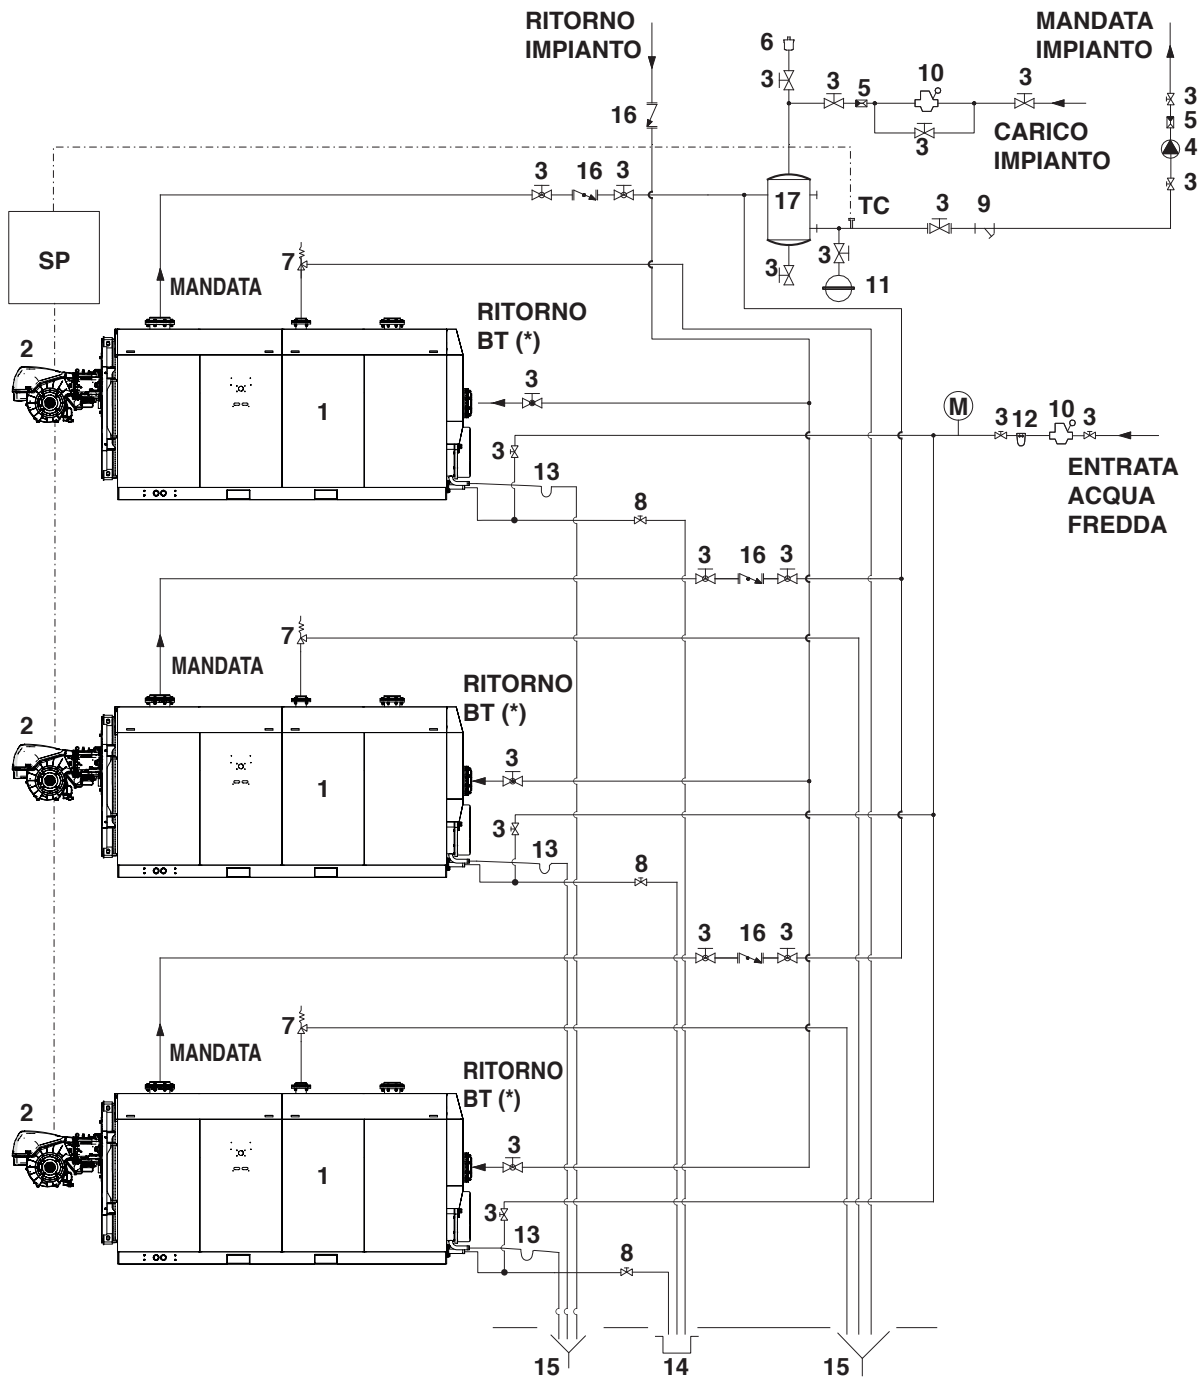 RITORNO
IMPIANTO
MANDATA
IMPIANTO
6
3
3
5
10
3
3
5
4
3
16
3
CARICO
IMPIANTO
3
16
3
17
TC
3
9
SP
7
3
3
11
MANDATA
RITORNO
BT (*)
2
3
1
M
3
12
10
3
3
13
8
ENTRATA
ACQUA
FREDDA
3
16
3
7
MANDATA
RITORNO
BT (*)
2
3
1
3
13
8
3
16
3
7
MANDATA
RITORNO
BT (*)
2
3
1
3
13
8
15
14
15